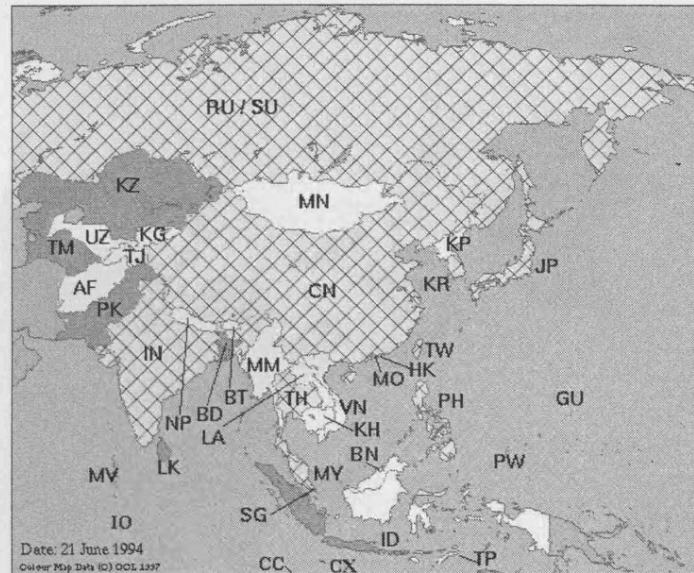 RU / SU
KZ
MN
UZ
KG
KP
TM
TJ
KR
JP
AF
PK
CN
IN
MM
TW
HK
MO
NP
BD
BT
LA
TH
VN
KH
PH
GU
MV
LK
MY
BN
PW
SG
IO
ID
CC
CX
TP
Date: 21 June 1994
Colour Map Data (C) OCL 1997